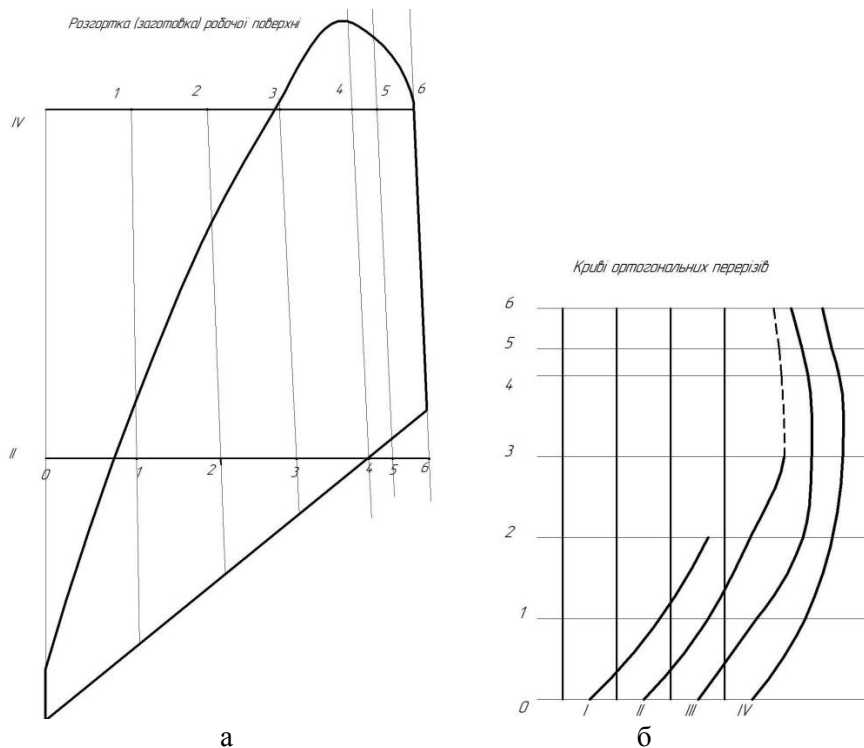 Розгортка (заготовка) робочої поверхні
1 2 3 4 5 6
IV
II
0 1 2 3 4 5 6
а
Криві ортогональних перерізів
6
5
4
3
2
1
0
I II III IV
б